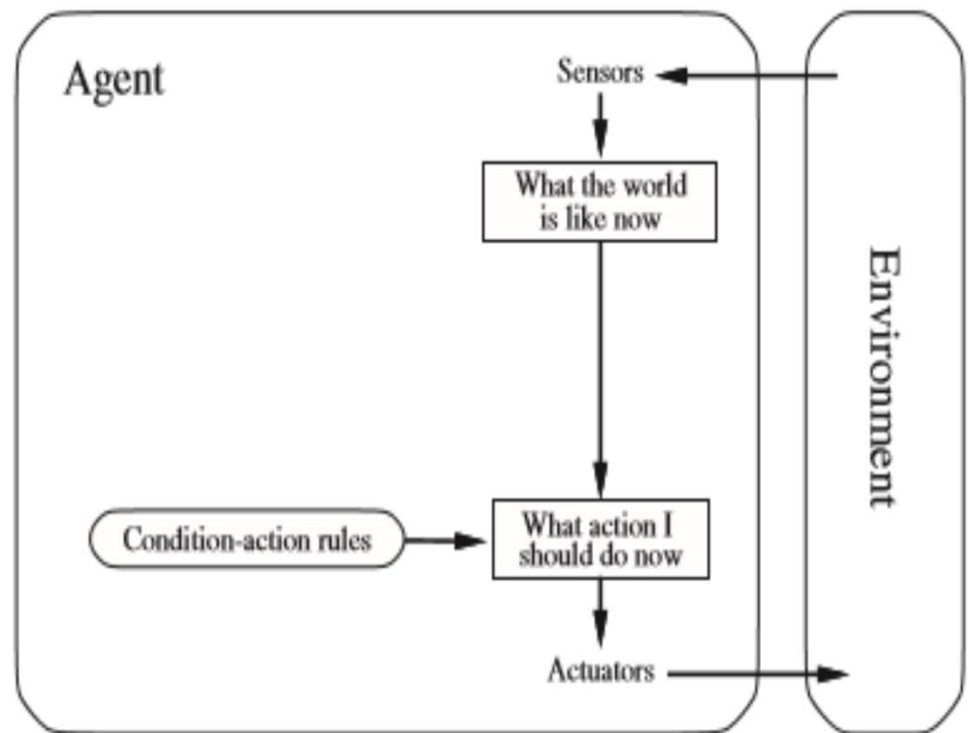 Agent
Sensors
What the world
is like now
Environment
Condition-action rules
What action I
should do now
Actuators